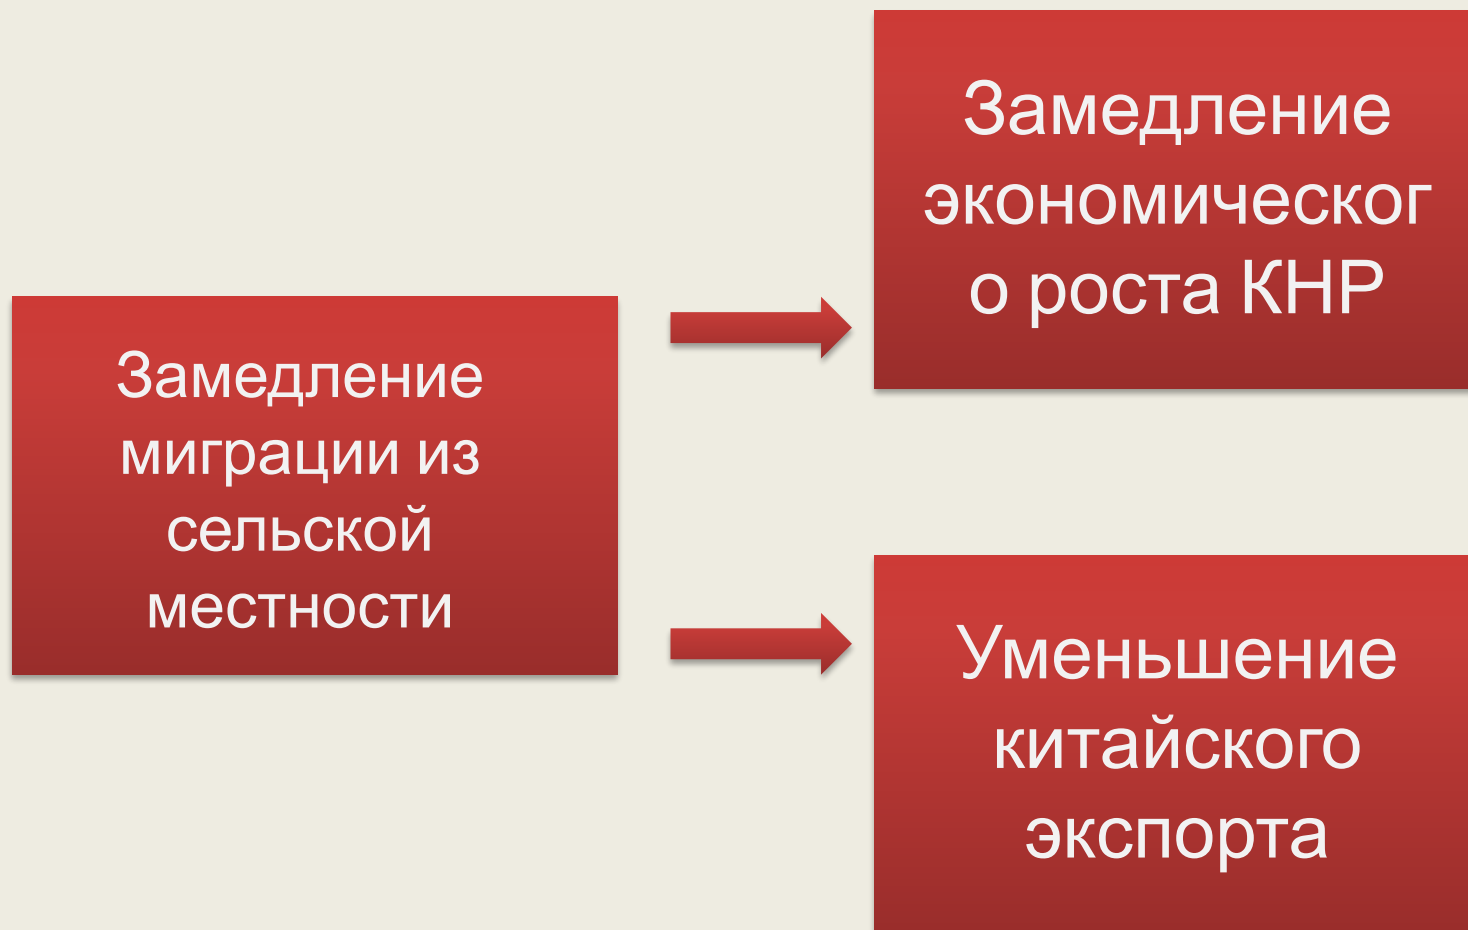 Замедление
миграции из
сельской
местности
Замедление
экономическог
о роста КНР
Уменьшение
китайского
экспорта